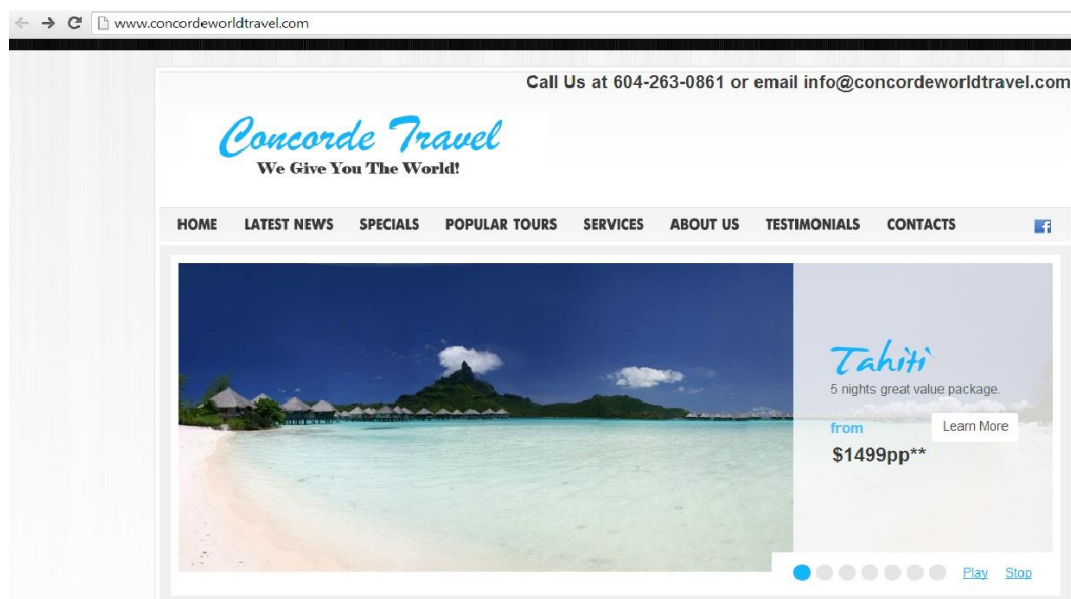 www.concordeworldtravel.com
Call Us at 604-263-0861 or email info@concordeworldtravel.com
Concorde Travel
We Give You The World!
HOME LATEST NEWS SPECIALS POPULAR TOURS SERVICES ABOUT US TESTIMONIALS CONTACTS f
Tahiti
5 nights great value package.
from Learn More
$1499pp**
Play Stop